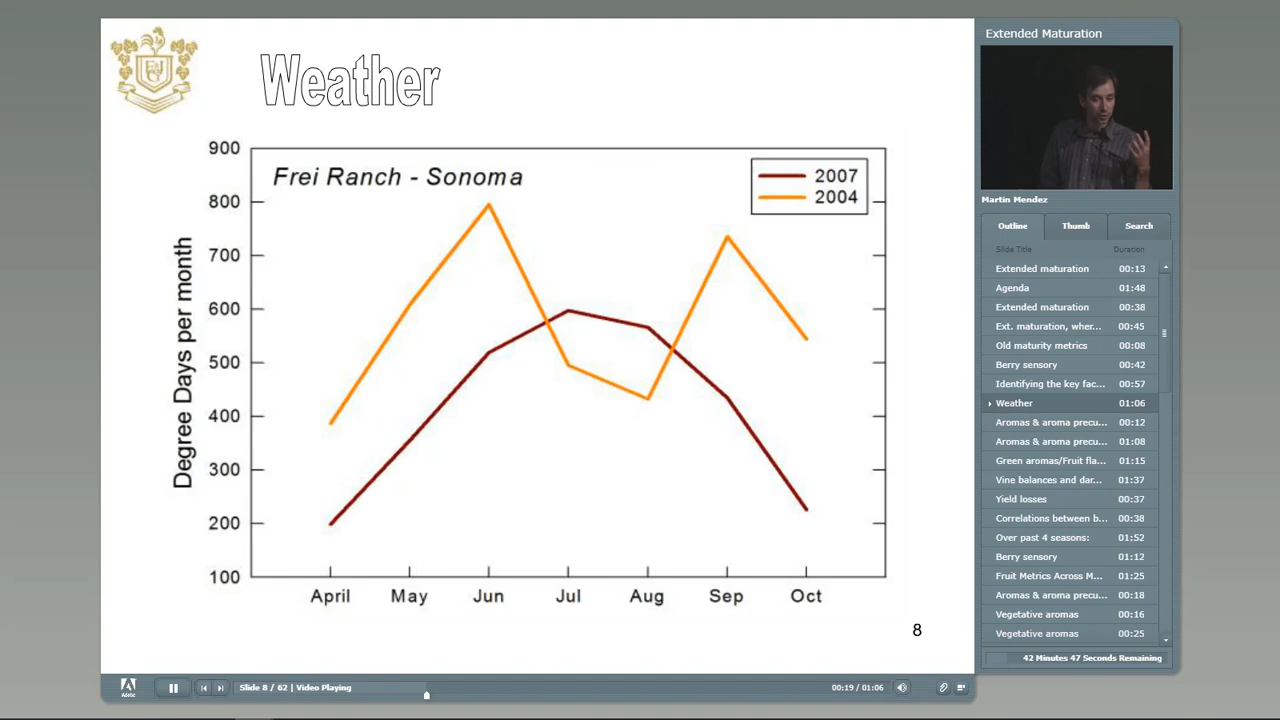 Weather
Frei Ranch - Sonoma
2007
2004
Degree Days per month
900
800
700
600
500
400
300
200
100
April May Jun Jul Aug Sep Oct
8
Extended Maturation
Martin Mendez
Outline Thumb Search
Slide Title Duration
Extended maturation 00:13
Agenda 01:48
Extended maturation 00:38
Ext. maturation, wher... 00:45
Old maturity metrics 00:08
Berry sensory 00:42
Identifying the key fac... 00:57
Weather 01:06
Aromas & aroma precu... 00:12
Aromas & aroma precu... 01:08
Green aromas/Fruit fla... 01:15
Vine balances and dar... 01:37
Yield losses 00:37
Correlations between b... 00:38
Over past 4 seasons: 01:52
Berry sensory 01:12
Fruit Metrics Across M... 01:25
Aromas & aroma precu... 00:18
Vegetative aromas 00:16
Vegetative aromas 00:25
42 Minutes 47 Seconds Remaining
Adobe
Slide 8 / 62 | Video Playing
00:19 / 01:06